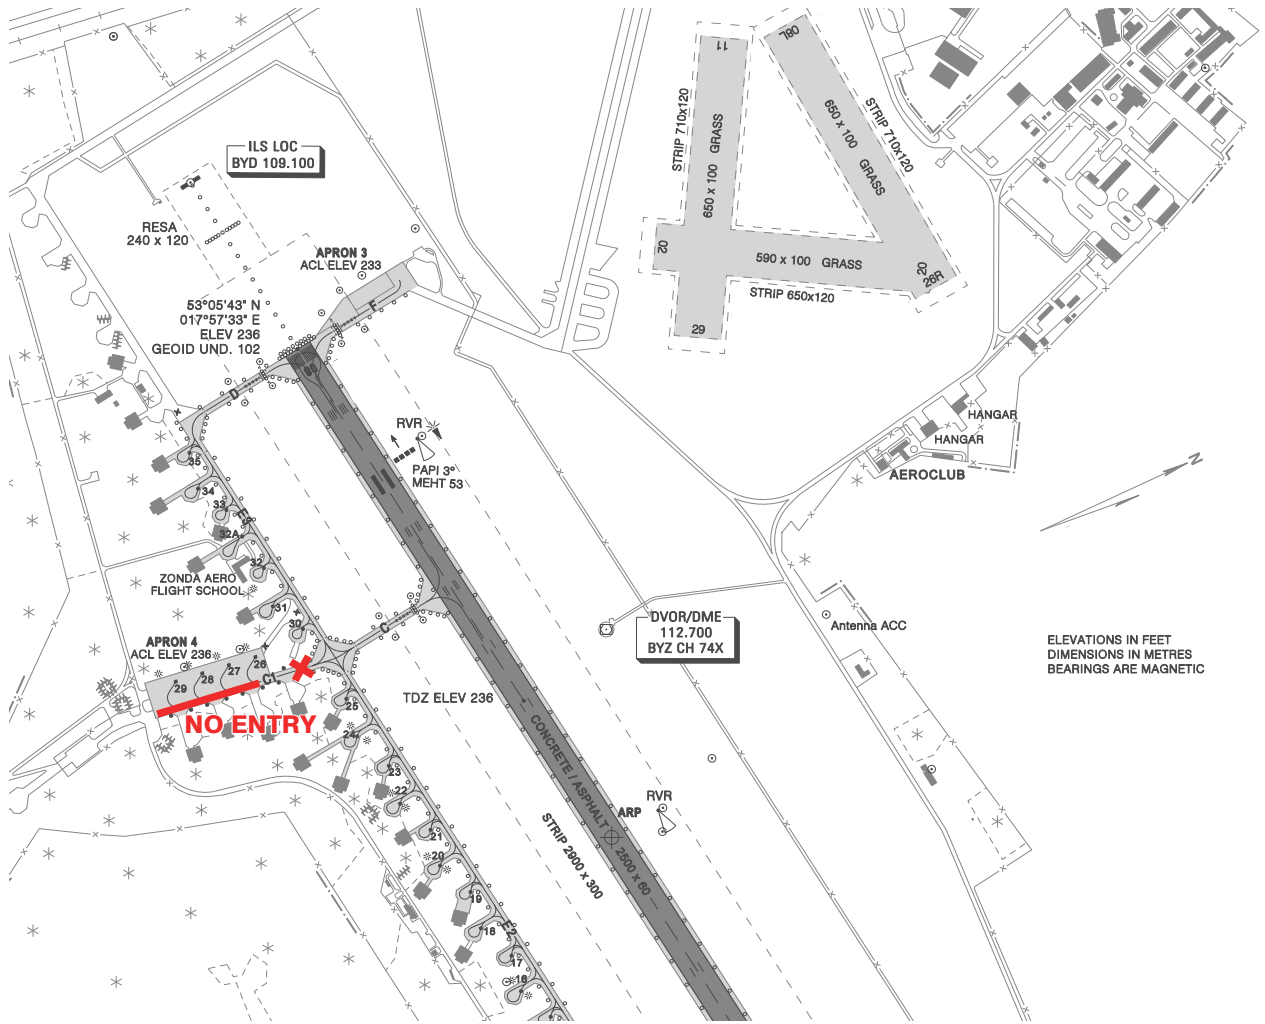 11
08L
STRIP 710x120
650 x 100 GRASS
650 x 100 GRASS
STRIP 710x120
ILS LOC
BYD 109.100
RESA
240 x 120
APRON 3
ACL ELEV 233
02
590 x 100 GRASS
20
26R
STRIP 650x120
29
53°05'43" N
017°57'33" E
ELEV 236
GEOID UND. 102
F
08
D
RVR
PAPI 3°
MEHT 53
HANGAR
HANGAR
AEROCLUB
N
35
34
33
E3
32A
32
ZONDA AERO
FLIGHT SCHOOL
31
30
C
DVOR/DME
112.700
BYZ CH 74X
Antenna ACC
ELEVATIONS IN FEET
DIMENSIONS IN METRES
BEARINGS ARE MAGNETIC
APRON 4
ACL ELEV 236
29
28
27
26
C1
NO ENTRY
TDZ ELEV 236
25
24
23
22
21
20
19
18
E2
17
16
CONCRETE / ASPHALT 2500 x 60
ARP
RVR
STRIP 2900 x 300